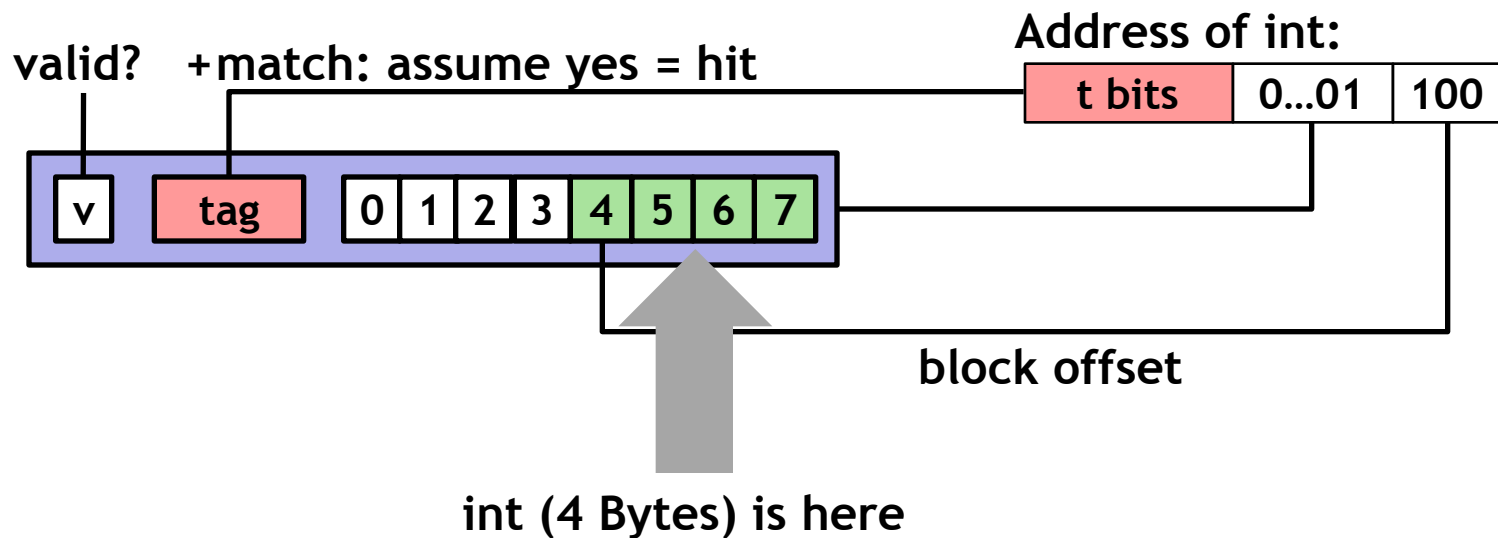 Address of int:
valid? +match: assume yes = hit
t bits 0...01 100
v tag 0 1 2 3 4 5 6 7
block offset
int (4 Bytes) is here